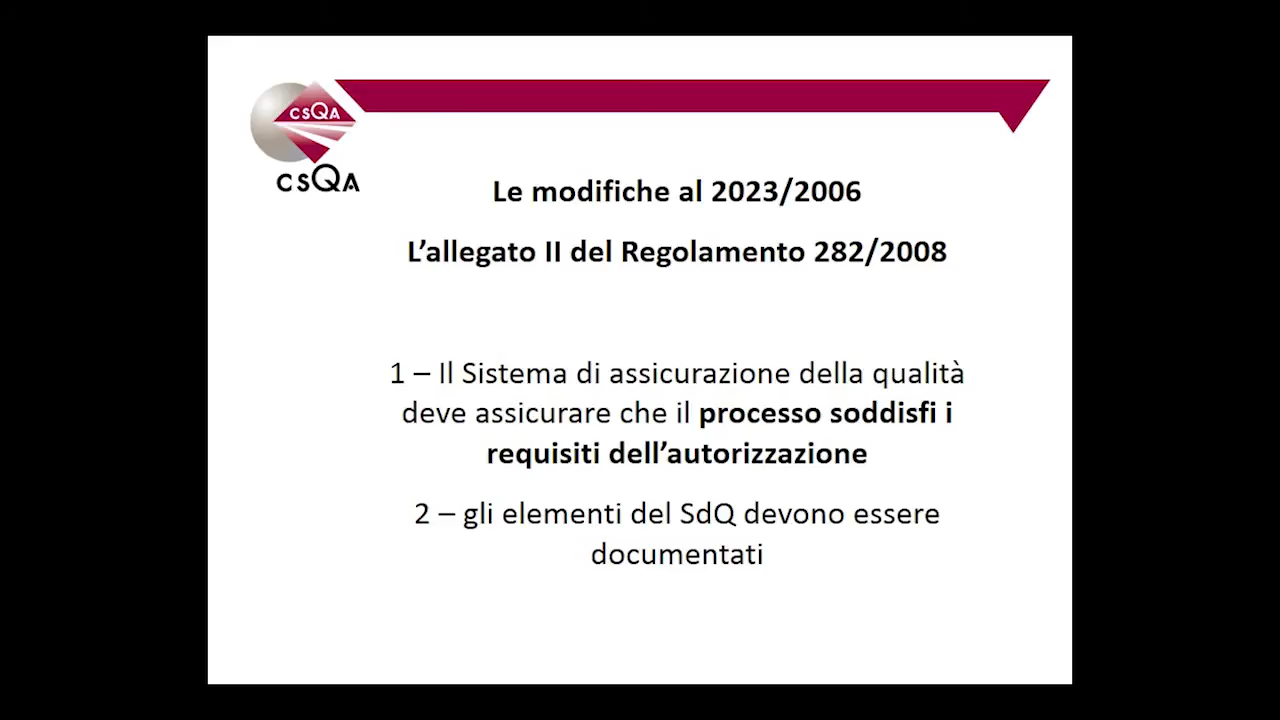 CSQA
CSQA
Le modifiche al 2023/2006
L’allegato II del Regolamento 282/2008
1 – Il Sistema di assicurazione della qualità
deve assicurare che il processo soddisfi i
requisiti dell’autorizzazione
2 – gli elementi del SdQ devono essere
documentati